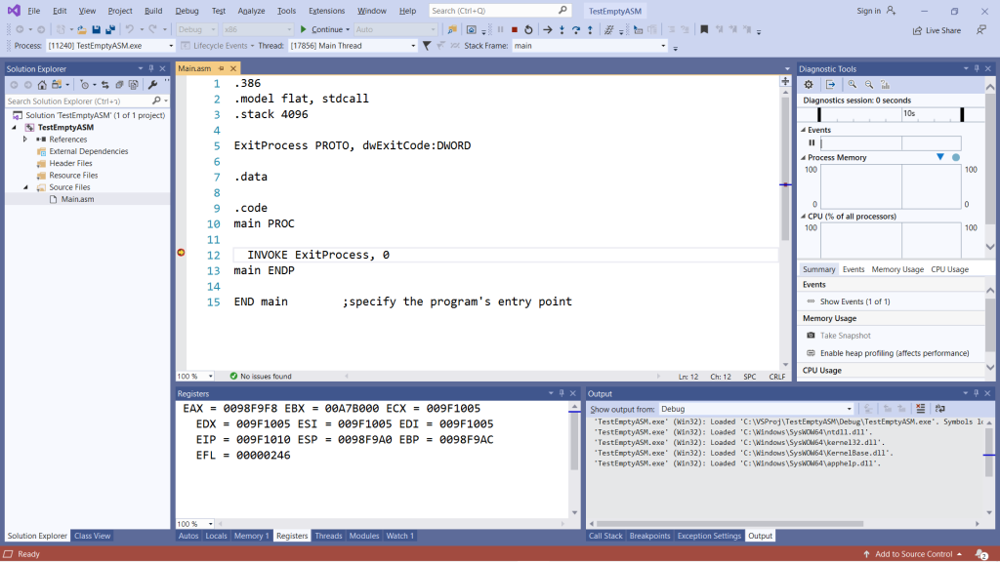 File Edit View Project Build Debug Test Analyze Tools Extensions Window Help Search (Ctrl+Q) TestEmptyASM Sign in
Debug x86 Continue Auto Live Share
Process: [11240] TestEmptyASM.exe Lifecycle Events Thread: [17856] Main Thread Stack Frame: main
Solution Explorer
Search Solution Explorer (Ctrl+ו)
Solution 'TestEmptyASM' (1 of 1 project)
TestEmptyASM
References
External Dependencies
Header Files
Resource Files
Source Files
Main.asm
Solution Explorer Class View
Main.asm
1 .386
2 .model flat, stdcall
3 .stack 4096
4
5 ExitProcess PROTO, dwExitCode:DWORD
6
7 .data
8
9 .code
10 main PROC
11
12 INVOKE ExitProcess, 0
13 main ENDP
14
15 END main ;specify the program's entry point
100 % No issues found Ln: 12 Ch: 12 SPC CRLF
Registers
EAX = 0098F9F8 EBX = 00A7B000 ECX = 009F1005
EDX = 009F1005 ESI = 009F1005 EDI = 009F1005
EIP = 009F1010 ESP = 0098F9A0 EBP = 0098F9AC
EFL = 00000246
100 %
Autos Locals Memory 1 Registers Threads Modules Watch 1
Diagnostic Tools
Diagnostics session: 0 seconds
10s
Events
Process Memory
100 100
0 0
CPU (% of all processors)
100 100
Summary Events Memory Usage CPU Usage
Events
Show Events (1 of 1)
Memory Usage
Take Snapshot
Enable heap profiling (affects performance)
CPU Usage
Output
Show output from: Debug
'TestEmptyASM.exe' (Win32): Loaded 'C:\VSProj\TestEmptyASM\Debug\TestEmptyASM.exe'. Symbols
'TestEmptyASM.exe' (Win32): Loaded 'C:\Windows\SysWOW64\ntdll.dll'.
'TestEmptyASM.exe' (Win32): Loaded 'C:\Windows\SysWOW64\kernel32.dll'.
'TestEmptyASM.exe' (Win32): Loaded 'C:\Windows\SysWOW64\KernelBase.dll'.
'TestEmptyASM.exe' (Win32): Loaded 'C:\Windows\SysWOW64\apphelp.dll'.
Call Stack Breakpoints Exception Settings Output
Ready Add to Source Control 2